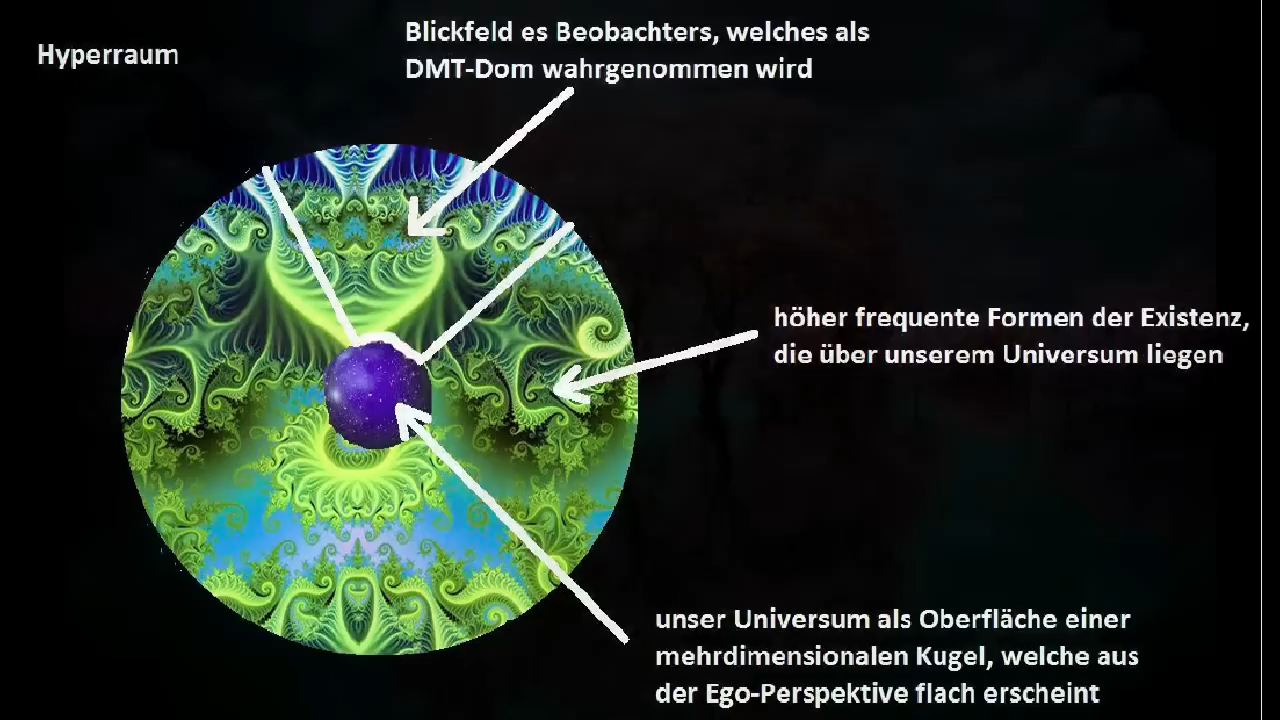 Hyperraum
Blickfeld es Beobachters, welches als
DMT-Dom wahrgenommen wird
höher frequente Formen der Existenz,
die über unserem Universum liegen
unser Universum als Oberfläche einer
mehrdimensionalen Kugel, welche aus
der Ego-Perspektive flach erscheint